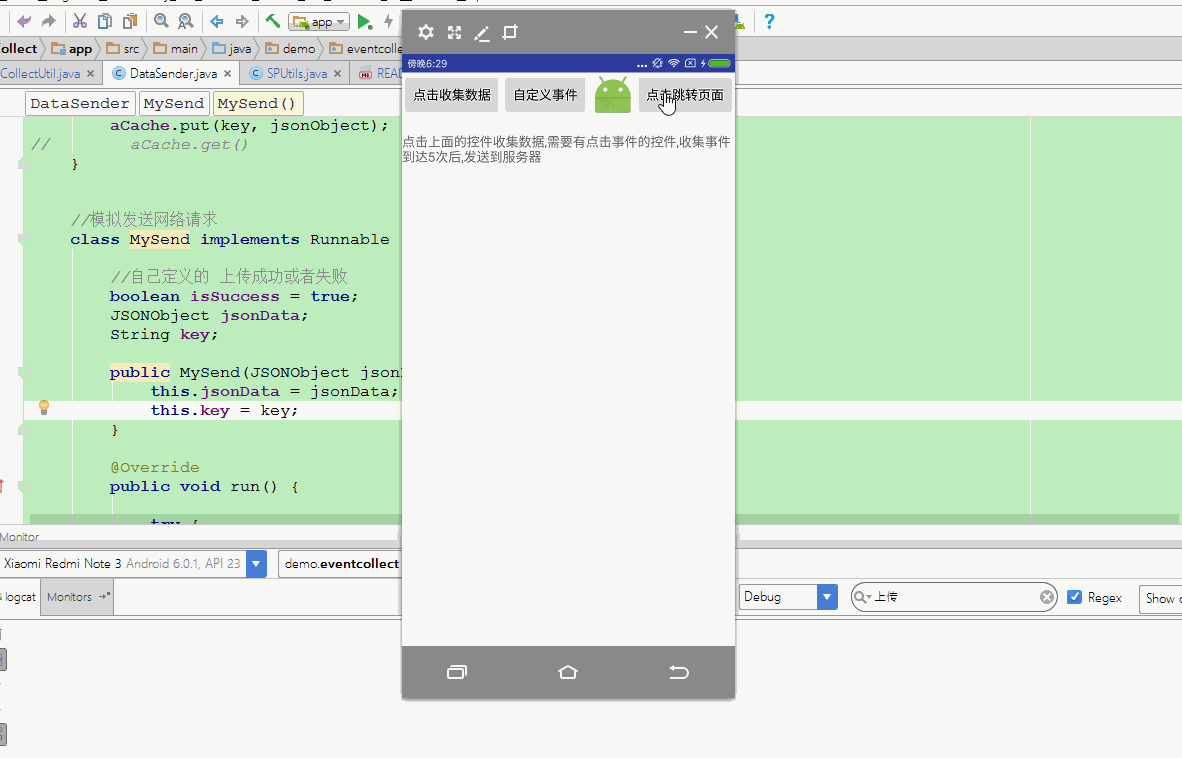 app
ollect
app
src
main
java
demo
eventcolle
CollectUtil.java
DataSender.java
SPUtils.java
READ
DataSender
MySend
MySend()
aCache.put(key, jsonObject);
// aCache.get()
}
//模拟发送网络请求
class MySend implements Runnable
//自己定义的 上传成功或者失败
boolean isSuccess = true;
JSONObject jsonData;
String key;
public MySend(JSONObject json
this.jsonData = jsonData;
this.key = key;
}
@Override
public void run() {
try {
傍晚6:29
点击收集数据
自定义事件
点击跳转页面
点击上面的控件收集数据,需要有点击事件的控件,收集事件
到达5次后,发送到服务器
Monitor
Xiaomi Redmi Note 3 Android 6.0.1, API 23
demo.eventcollect
logcat
Monitors
Debug
上传
Regex
Show o